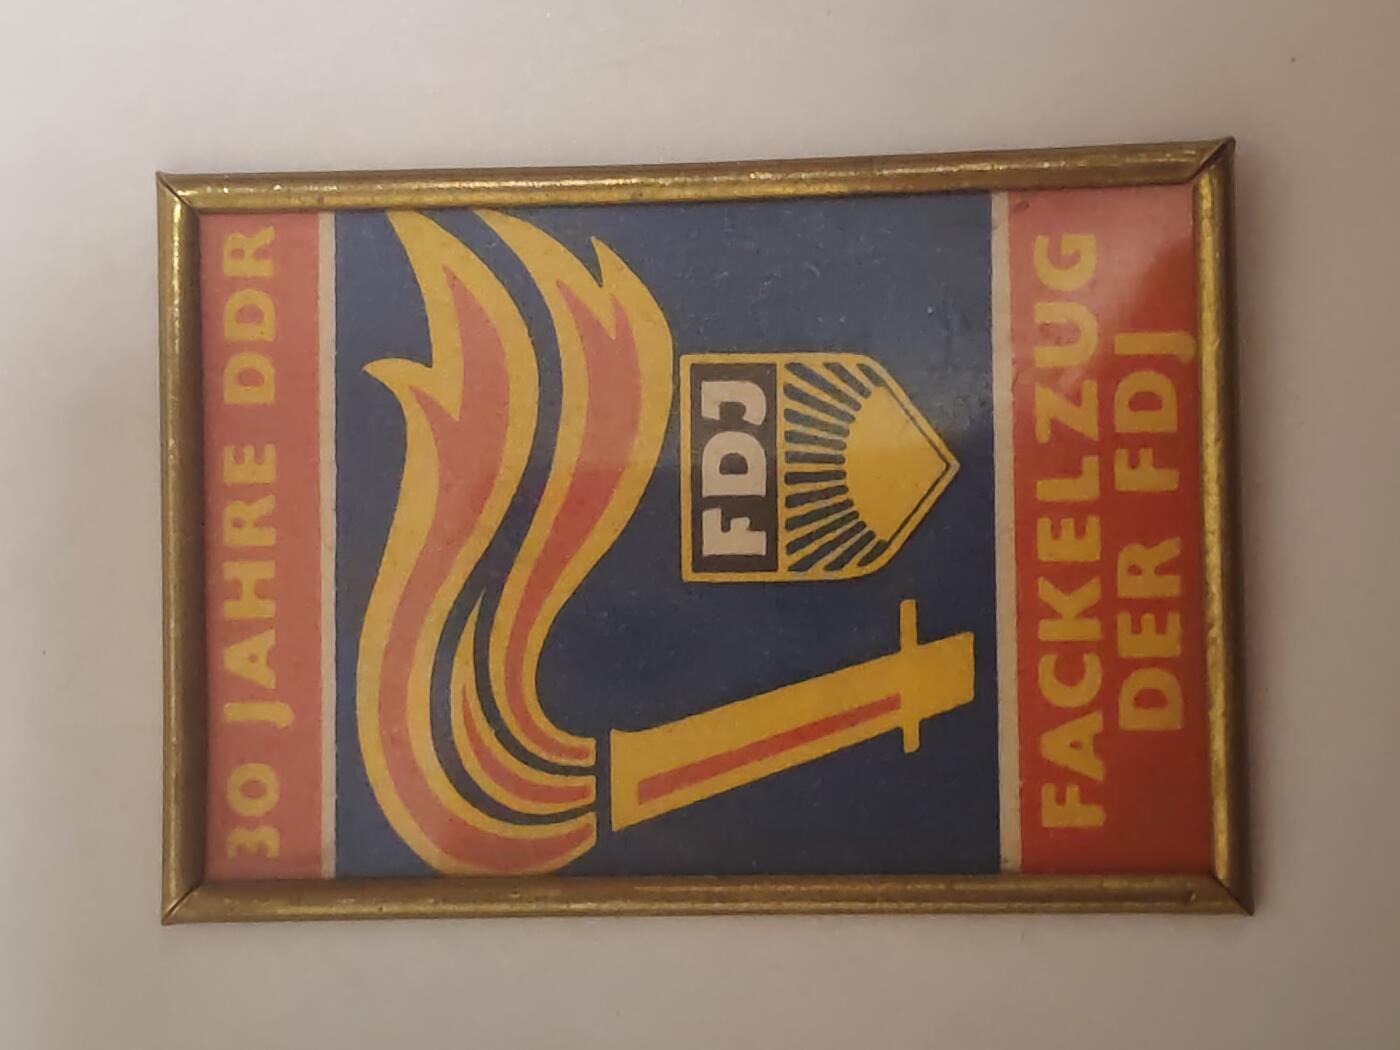 30 JAHRE DDR
FDJ
FACKELZUG
DER FDJ